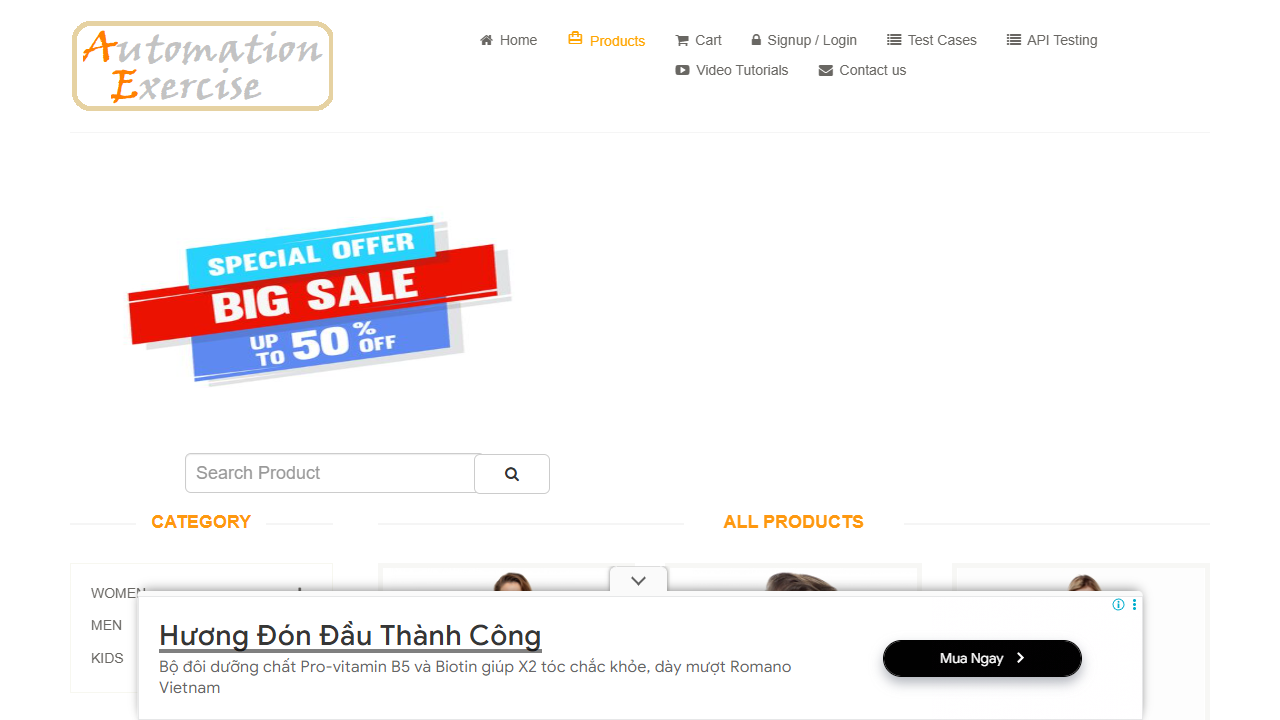 Automation
Exercise
Home
Products
Cart
Signup / Login
Test Cases
API Testing
Video Tutorials
Contact us
SPECIAL OFFER
BIG SALE
UP TO 50% OFF
Search Product
CATEGORY
ALL PRODUCTS
WOMEN
MEN
KIDS
Hương Đón Đầu Thành Công
Bộ đôi dưỡng chất Pro-vitamin B5 và Biotin giúp X2 tóc chắc khỏe, dày mượt Romano
Vietnam
Mua Ngay